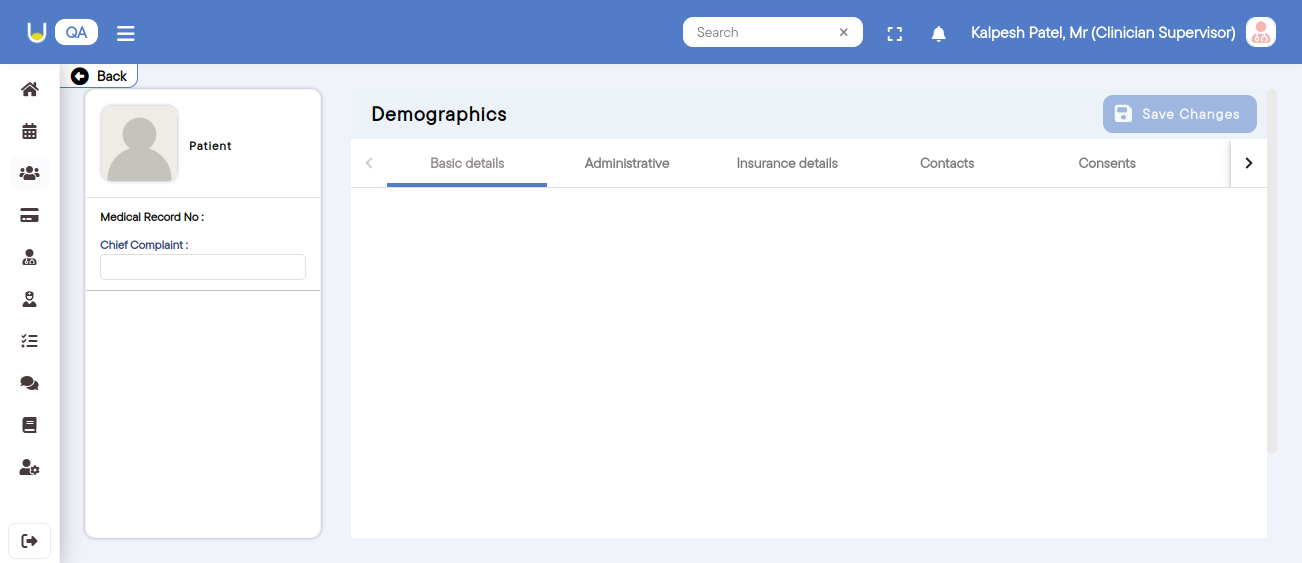 QA
Search
Kalpesh Patel, Mr (Clinician Supervisor)
Back
Patient
Medical Record No :
Chief Complaint :
Demographics
Save Changes
Basic details
Administrative
Insurance details
Contacts
Consents